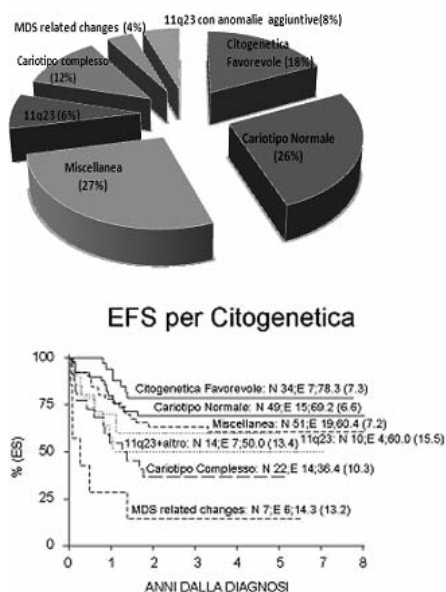 11q23 con anomalie aggiuntive(8%)
MDS related changes (4%)
Citogenetica
Favorevole (18%)
Cariotipo complesso
(12%)
11q23 (6%)
Cariotipo Normale
(26%)
Miscellanea
(27%)
EFS per Citogenetica
100
75
50
25
0
% (ES)
Citogenetica Favorevole: N 34;E 7;78.3 (7.3)
Cariotipo Normale: N 49;E 15;69.2 (6.6)
Miscellanea: N 51;E 19;60.4 (7.2)
11q23+altro: N 14;E 7;50.0 (13.4)
11q23: N 10;E 4;60.0 (15.5)
Cariotipo Complesso: N 22;E 14;36.4 (10.3)
MDS related changes: N 7;E 6;14.3 (13.2)
0 1 2 3 4 5 6 7 8
ANNI DALLA DIAGNOSI